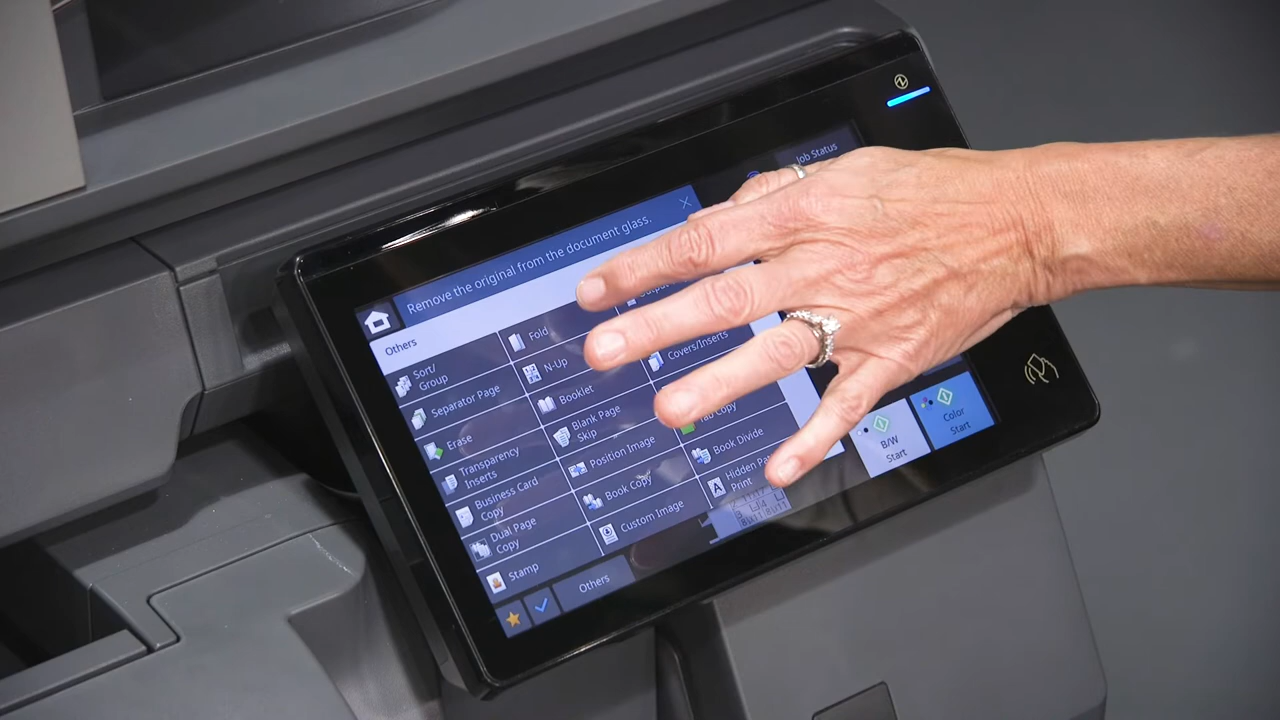 Job Status
Remove the original from the document glass.
Others
Sort/
Group
Separator Page
Erase
Transparency
Inserts
Business Card
Copy
Dual Page
Copy
Stamp
Fold
N-Up
Booklet
Blank Page
Skip
Position Image
Book Copy
Custom Image
Covers/Inserts
Tab Copy
Book Divide
Hidden
Print
Others
B/W
Start
Color
Start